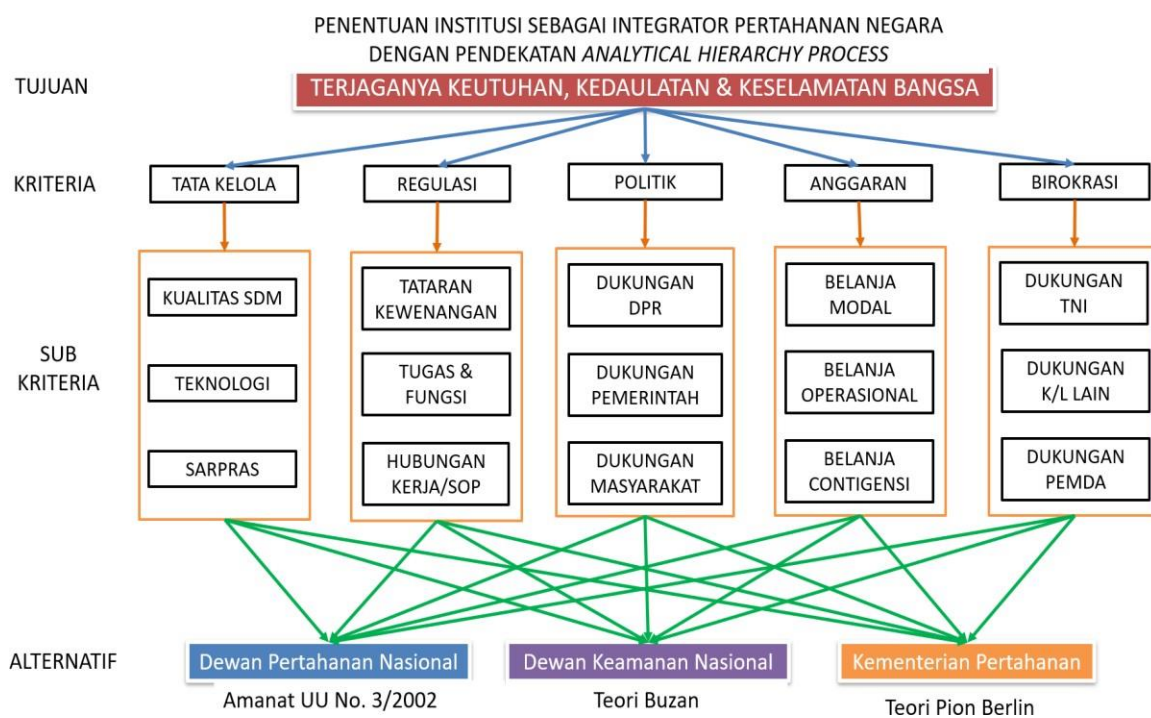 PENENTUAN INSTITUSI SEBAGAI INTEGRATOR PERTAHANAN NEGARA
DENGAN PENDEKATAN ANALYTICAL HIERARCHY PROCESS
TUJUAN
TERJAGANYA KEUTUHAN, KEDAULATAN & KESELAMATAN BANGSA
KRITERIA
TATA KELOLA
REGULASI
POLITIK
ANGGARAN
BIROKRASI
SUB
KRITERIA
KUALITAS SDM
TEKNOLOGI
SARPRAS
TATARAN
KEWENANGAN
TUGAS &
FUNGSI
HUBUNGAN
KERJA/SOP
DUKUNGAN
DPR
DUKUNGAN
PEMERINTAH
DUKUNGAN
MASYARAKAT
BELANJA
MODAL
BELANJA
OPERASIONAL
BELANJA
CONTIGENSI
DUKUNGAN
TNI
DUKUNGAN
K/L LAIN
DUKUNGAN
PEMDA
ALTERNATIF
Dewan Pertahanan Nasional
Dewan Keamanan Nasional
Kementerian Pertahanan
Amanat UU No. 3/2002
Teori Buzan
Teori Pion Berlin